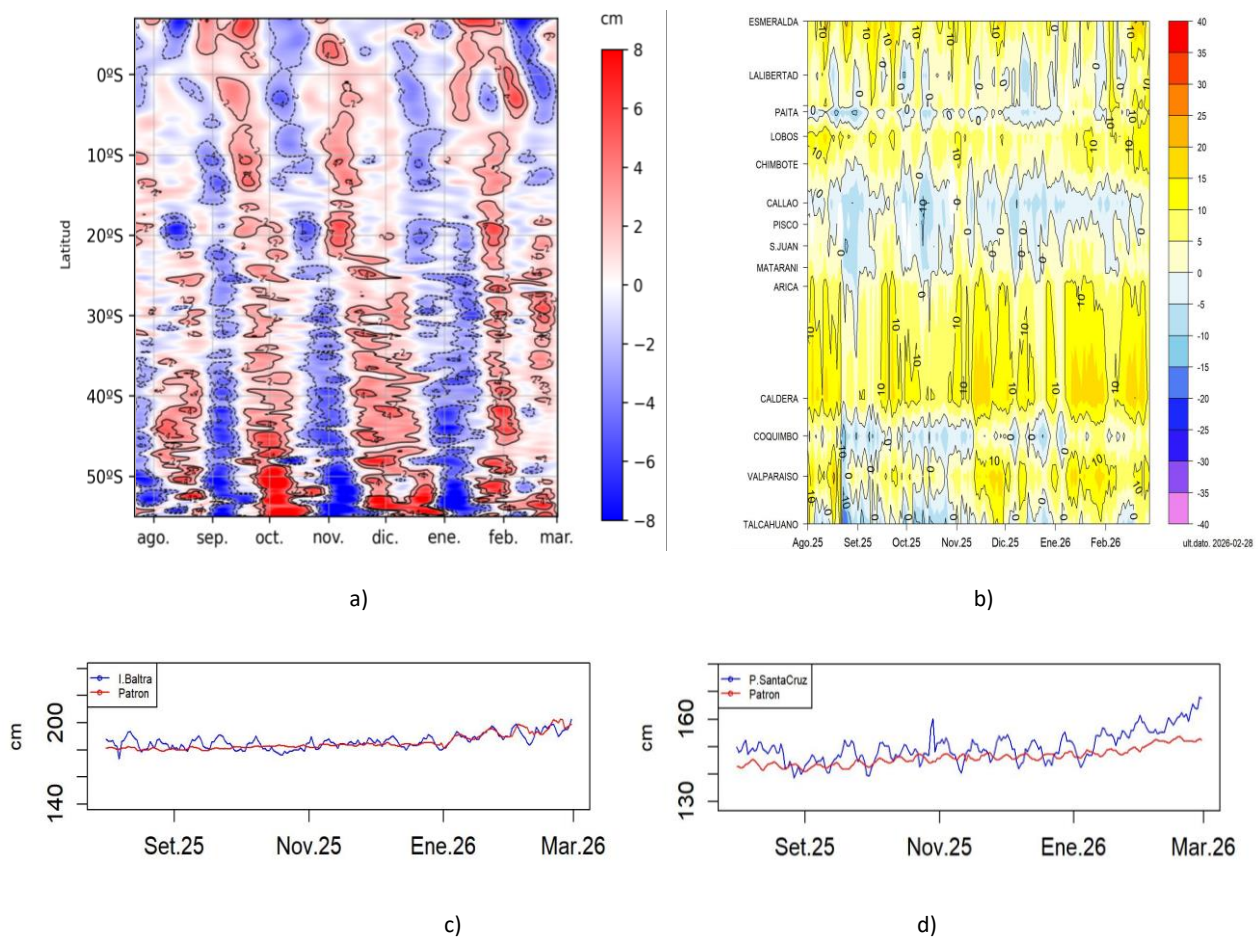 cm
8
6
4
2
0
−2
−4
−6
−8
0ºS
10ºS
20ºS
30ºS
40ºS
50ºS
Latitud
ago. sep. oct. nov. dic. ene. feb. mar.
a)
ESMERALDA
LALIBERTAD
PAITA
LOBOS
CHIMBOTE
CALLAO
PISCO
S.JUAN
MATARANI
ARICA
CALDERA
COQUIMBO
VALPARAISO
TALCAHUANO
Ago.25 Set.25 Oct.25 Nov.25 Dic.25 Ene.26 Feb.26
ult.dato. 2026-02-28
40
35
30
25
20
15
10
5
0
-5
-10
-15
-20
-25
-30
-35
-40
b)
I.Baltra
Patron
cm
200
140
Set.25 Nov.25 Ene.26 Mar.26
c)
P.SantaCruz
Patron
cm
160
130
Set.25 Nov.25 Ene.26 Mar.26
d)